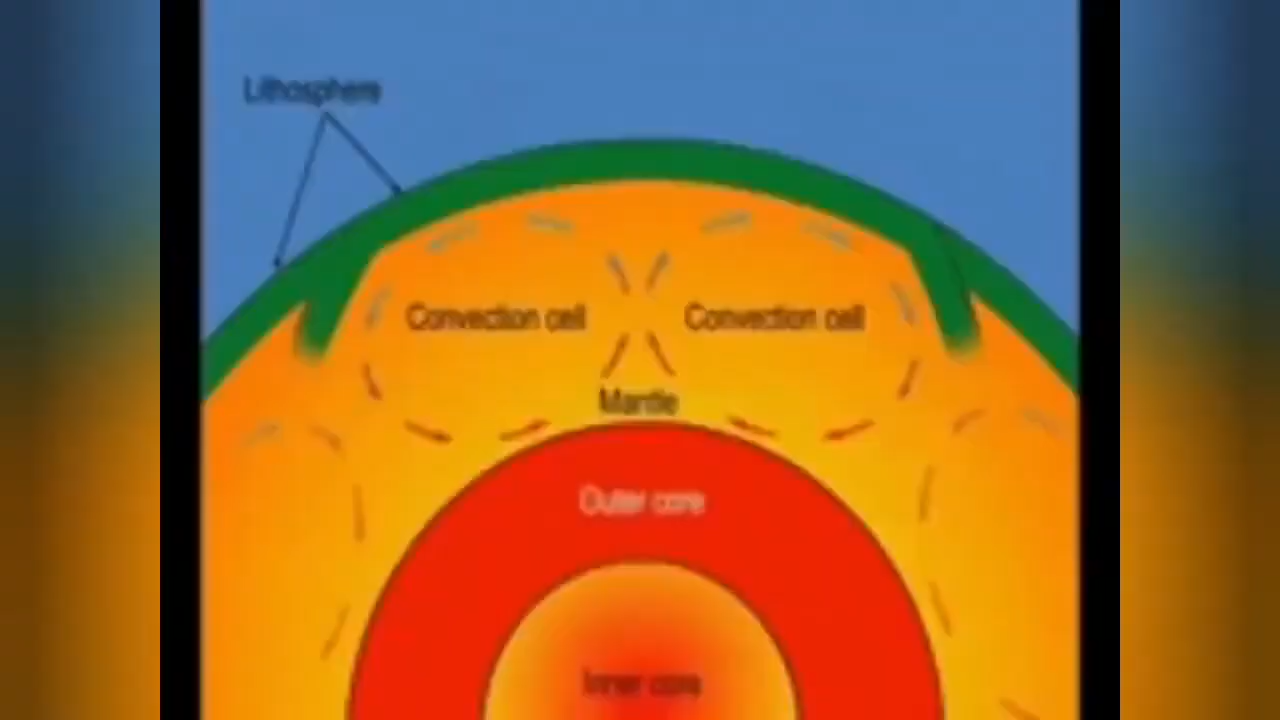 Lithosphere
Convection cell
Convection cell
Mantle
Outer core
Inner core